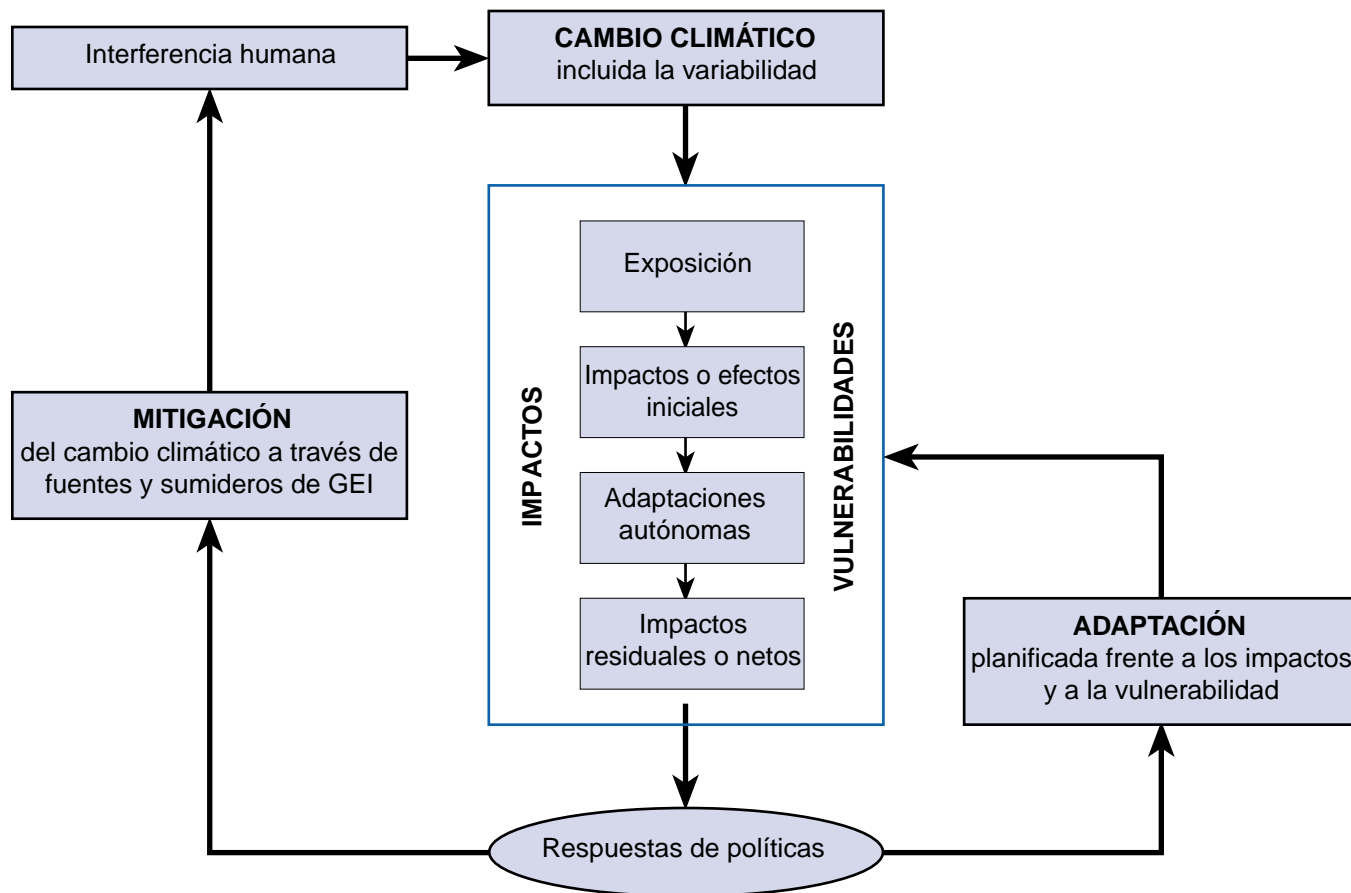 Interferencia humana
CAMBIO CLIMÁTICO
incluida la variabilidad
Exposición
Impactos o efectos
iniciales
Adaptaciones
autónomas
Impactos
residuales o netos
IMPACTOS
VULNERABILIDADES
MITIGACIÓN
del cambio climático a través de
fuentes y sumideros de GEI
ADAPTACIÓN
planificada frente a los impactos
y a la vulnerabilidad
Respuestas de políticas